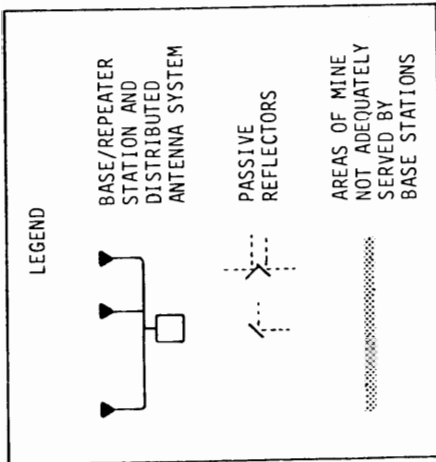 LEGEND
BASE/REPEATER
STATION AND
DISTRIBUTED
ANTENNA SYSTEM
PASSIVE
REFLECTORS
AREAS OF MINE
NOT ADEQUATELY
SERVED BY
BASE STATIONS